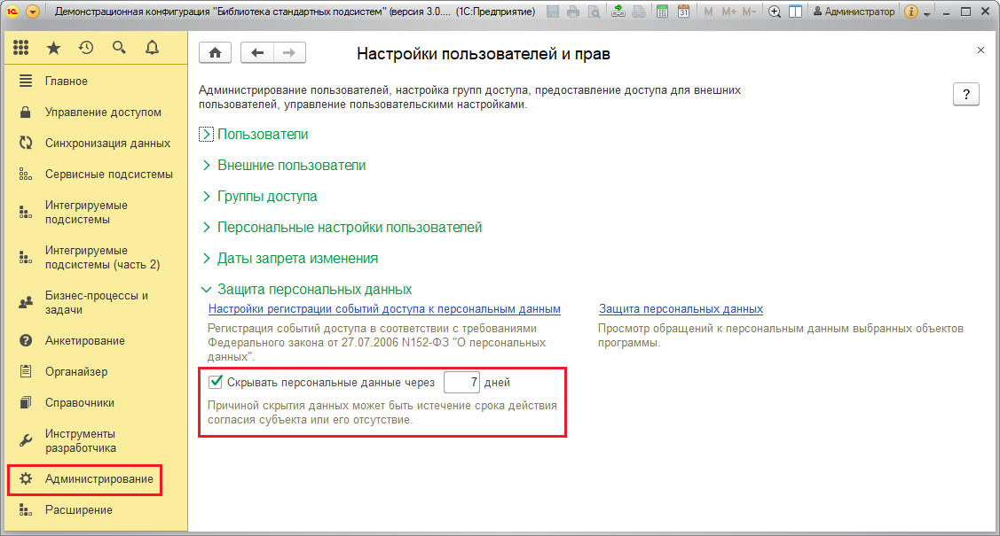 Демонстрационная конфигурация "Библиотека стандартных подсистем" (версия 3.0.... (1С:Предприятие)
M M+ M- Администратор
Главное
Управление доступом
Синхронизация данных
Сервисные подсистемы
Интегрируемые
подсистемы
Интегрируемые
подсистемы (часть 2)
Бизнес-процессы и
задачи
Анкетирование
Органайзер
Справочники
Инструменты
разработчика
Администрирование
Расширение
Настройки пользователей и прав
Администрирование пользователей, настройка групп доступа, предоставление доступа для внешних
пользователей, управление пользовательскими настройками.
?
Пользователи
Внешние пользователи
Группы доступа
Персональные настройки пользователей
Даты запрета изменения
Защита персональных данных
Настройки регистрации событий доступа к персональным данным
Регистрация событий доступа в соответствии с требованиями
Федерального закона от 27.07.2006 N152-ФЗ "О персональных
данных".
Защита персональных данных
Просмотр обращений к персональным данным выбранных объектов
программы.
Скрывать персональные данные через 7 дней
Причиной скрытия данных может быть истечение срока действия
согласия субъекта или его отсутствие.